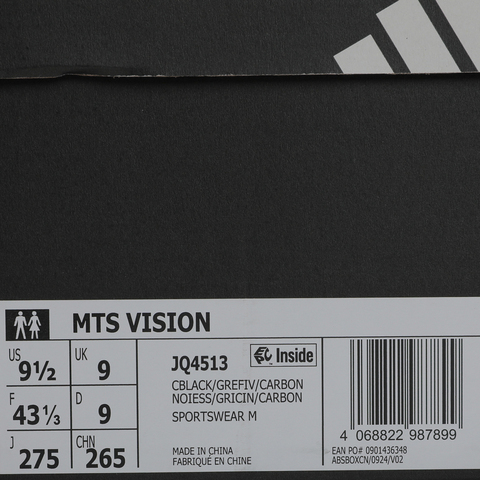 MTS VISION
US 9½ UK 9
F 43⅓ D 9
J 275 CHN 265
JQ4513
Inside
CBLACK/GREFIV/CARBON
NOIESS/GRICIN/CARBON
SPORTSWEAR M
MADE IN CHINA
FABRIQUÉ EN CHINE
4 068822 987899
EAN PO# 0901436348
ABSBOXCN/0924/V02